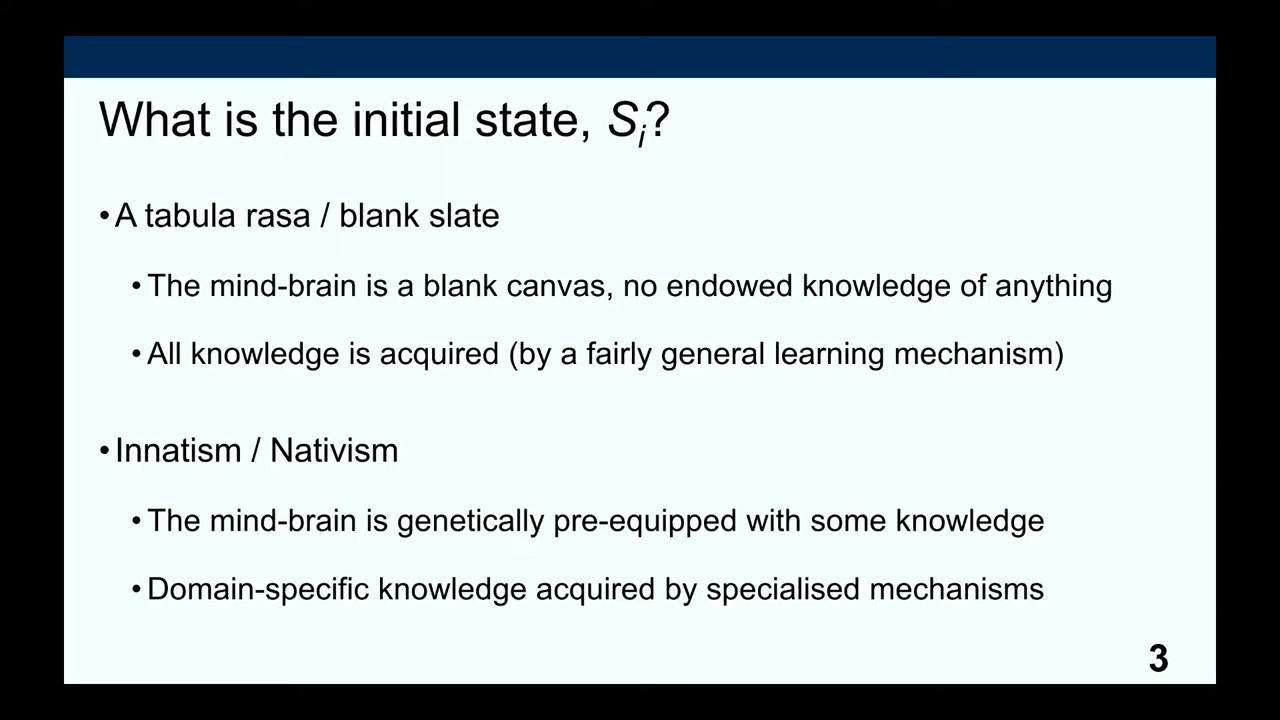 What is the initial state, Si?
•A tabula rasa / blank slate
•The mind-brain is a blank canvas, no endowed knowledge of anything
•All knowledge is acquired (by a fairly general learning mechanism)
•Innatism / Nativism
•The mind-brain is genetically pre-equipped with some knowledge
•Domain-specific knowledge acquired by specialised mechanisms
3